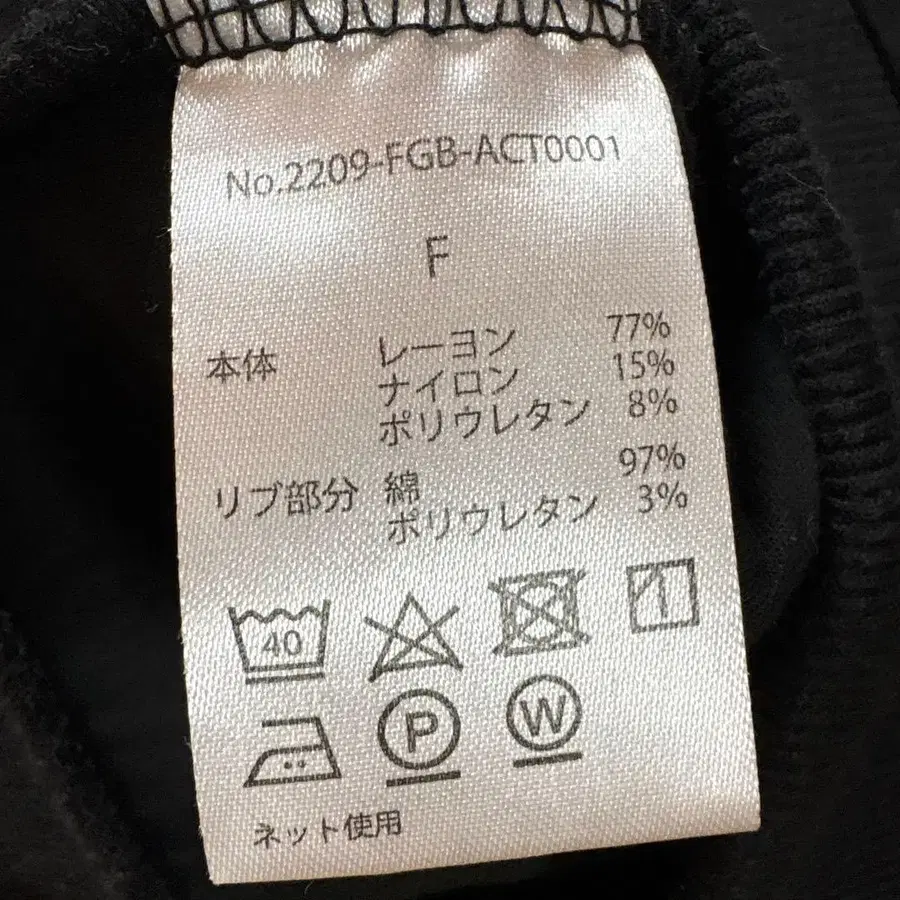 No.2209-FGB-ACT0001
F
本体 レーヨン 77%
ナイロン 15%
ポリウレタン 8%
リブ部分 綿 97%
ポリウレタン 3%
40
P W
ネット使用